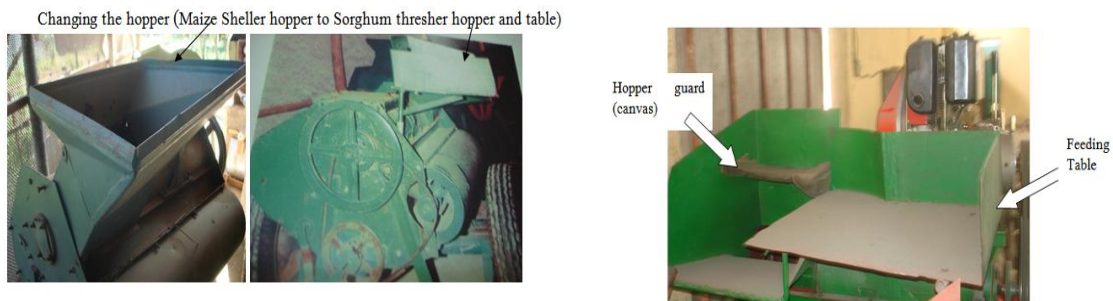 Changing the hopper (Maize Sheller hopper to Sorghum thresher hopper and table)
Hopper guard
(canvas)
Feeding
Table